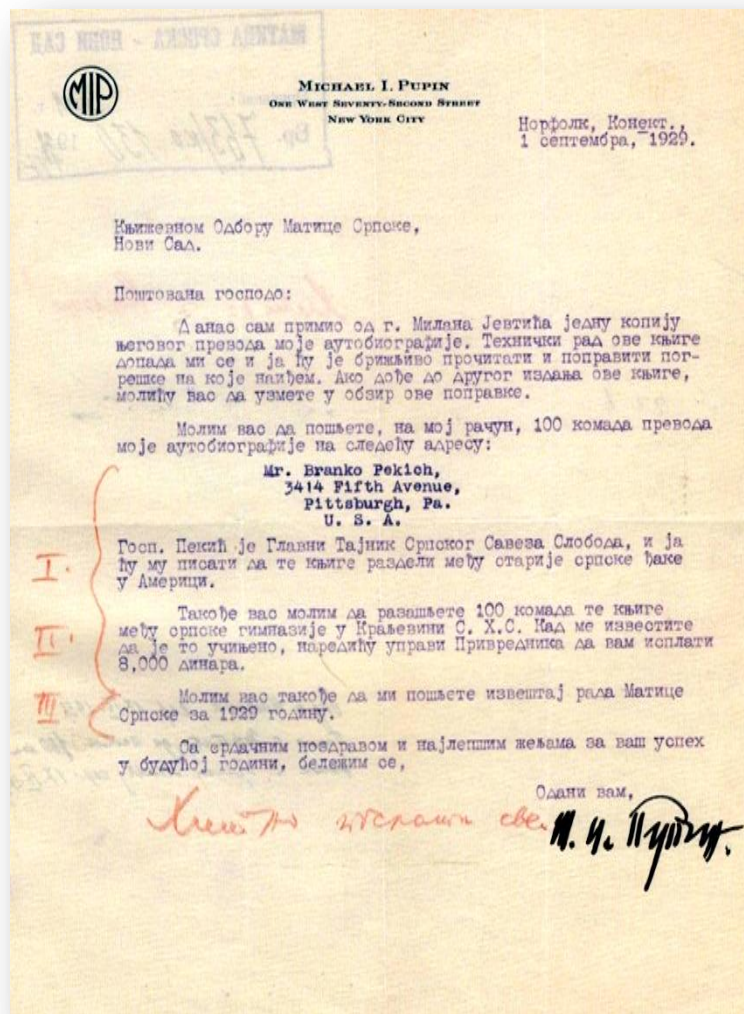 МАТИЦА СРПСКА - НОВИ САД
MIP
MICHAEL I. PUPIN
ONE WEST SEVENTY-SECOND STREET
NEW YORK CITY
Норфолк, Конект.,
1 септембра, 1929.
Књижевном Одбору Матице Српске,
Нови Сад.
Поштована господо:
Данас сам примио од г. Милана Јевтића једну копију
његовог превода моје аутобиографије. Технички рад ове књиге
допада ми се и ја ћу је брижљиво прочитати и поправити пог-
решке на које наиђем. Ако дође до другог издања ове књиге,
молићу вас да узмете у обзир ове поправке.
Молим вас да пошљете, на мој рачун, 100 комада превода
моје аутобиографије на следећу адресу:
Mr. Branko Pekich,
3414 Fifth Avenue,
Pittsburgh, Pa.
U. S. A.
I.
Госп. Пекић је Главни Тајник Српског Савеза Слобода, и ја
ћу му писати да те књиге раздели међу старије српске ђаке
у Америци.
II.
Такође вас молим да разашљете 100 комада те књиге
међу српске гимназије у Краљевини С. Х.С. Кад ме известите
да је то учињено, наредићу управи Привредника да вам исплати
8,000 динара.
III
Молим вас такође да ми пошљете извештај рада Матице
Српске за 1929 годину.
Са срдачним поздравом и најлепшим жељама за ваш успех
у будућој години, бележим се,
Одани вам,
М. И. Пупин.